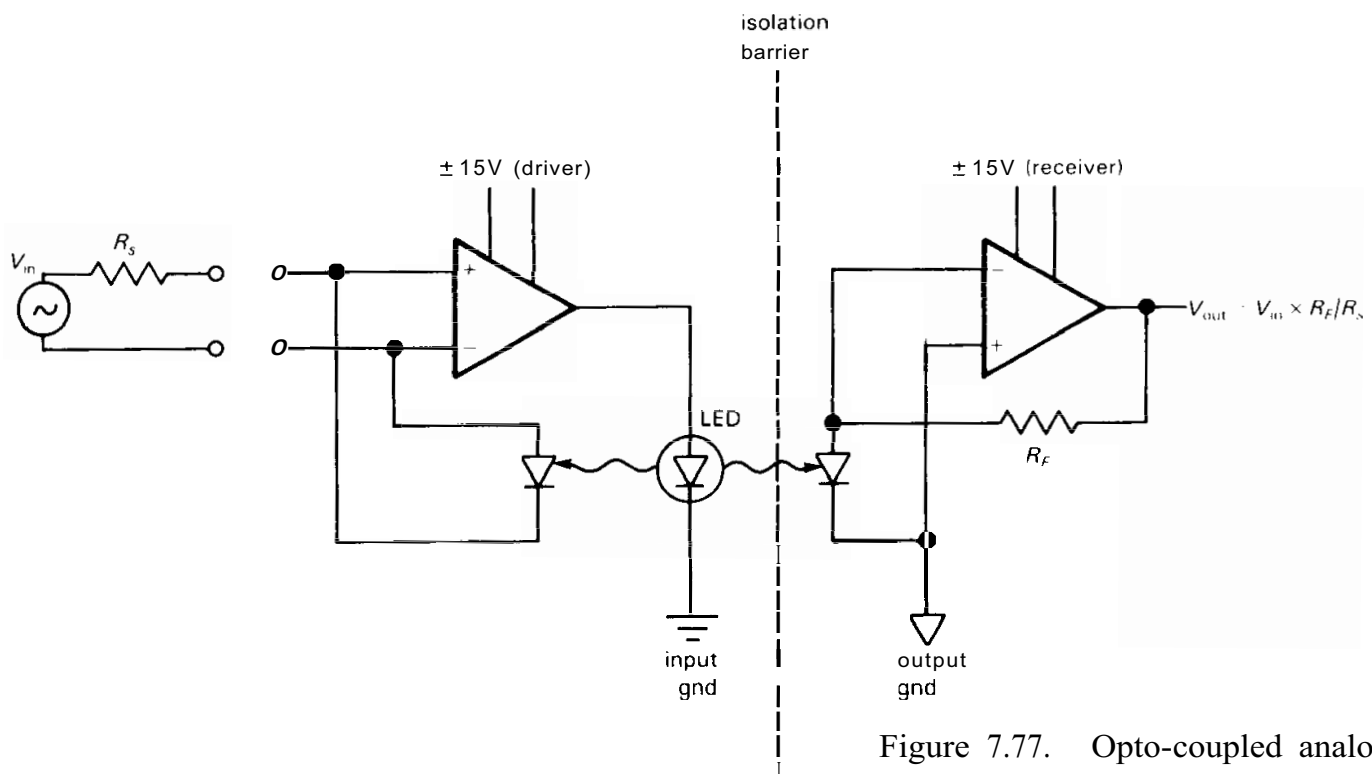 isolation
barrier
± 15V (driver)
± 15V (receiver)
V_in
R_S
+
−
−
+
V_out = V_in × R_F/R_S
LED
R_F
input
gnd
output
gnd
Figure 7.77. Opto-coupled analo